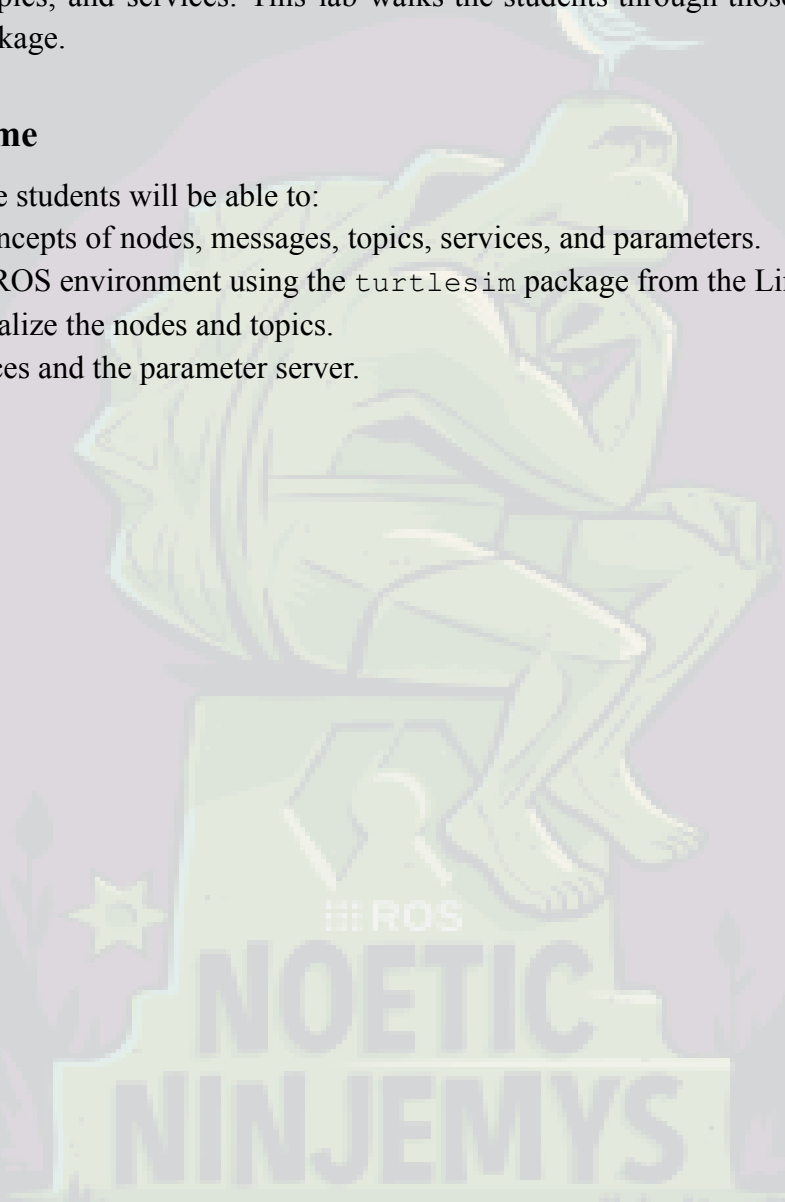 pics, and services. This lab walks the students through those
kage.
me
e students will be able to:
ncepts of nodes, messages, topics, services, and parameters.
ROS environment using the turtlesim package from the Li
alize the nodes and topics.
ces and the parameter server.
ROS
NOETIC
NINJEMYS